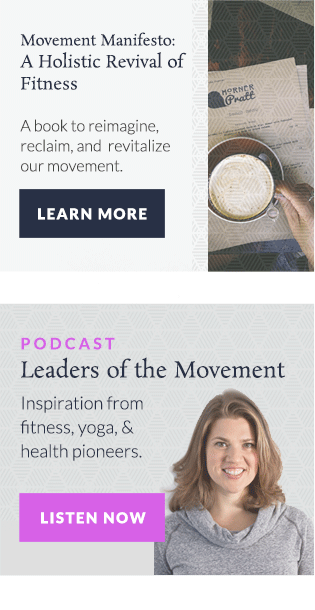 Movement Manifesto:
A Holistic Revival of
Fitness
A book to reimagine,
reclaim, and revitalize
our movement.
LEARN MORE
HORNER
Pratt
PODCAST
Leaders of the Movement
Inspiration from
fitness, yoga, &
health pioneers.
LISTEN NOW